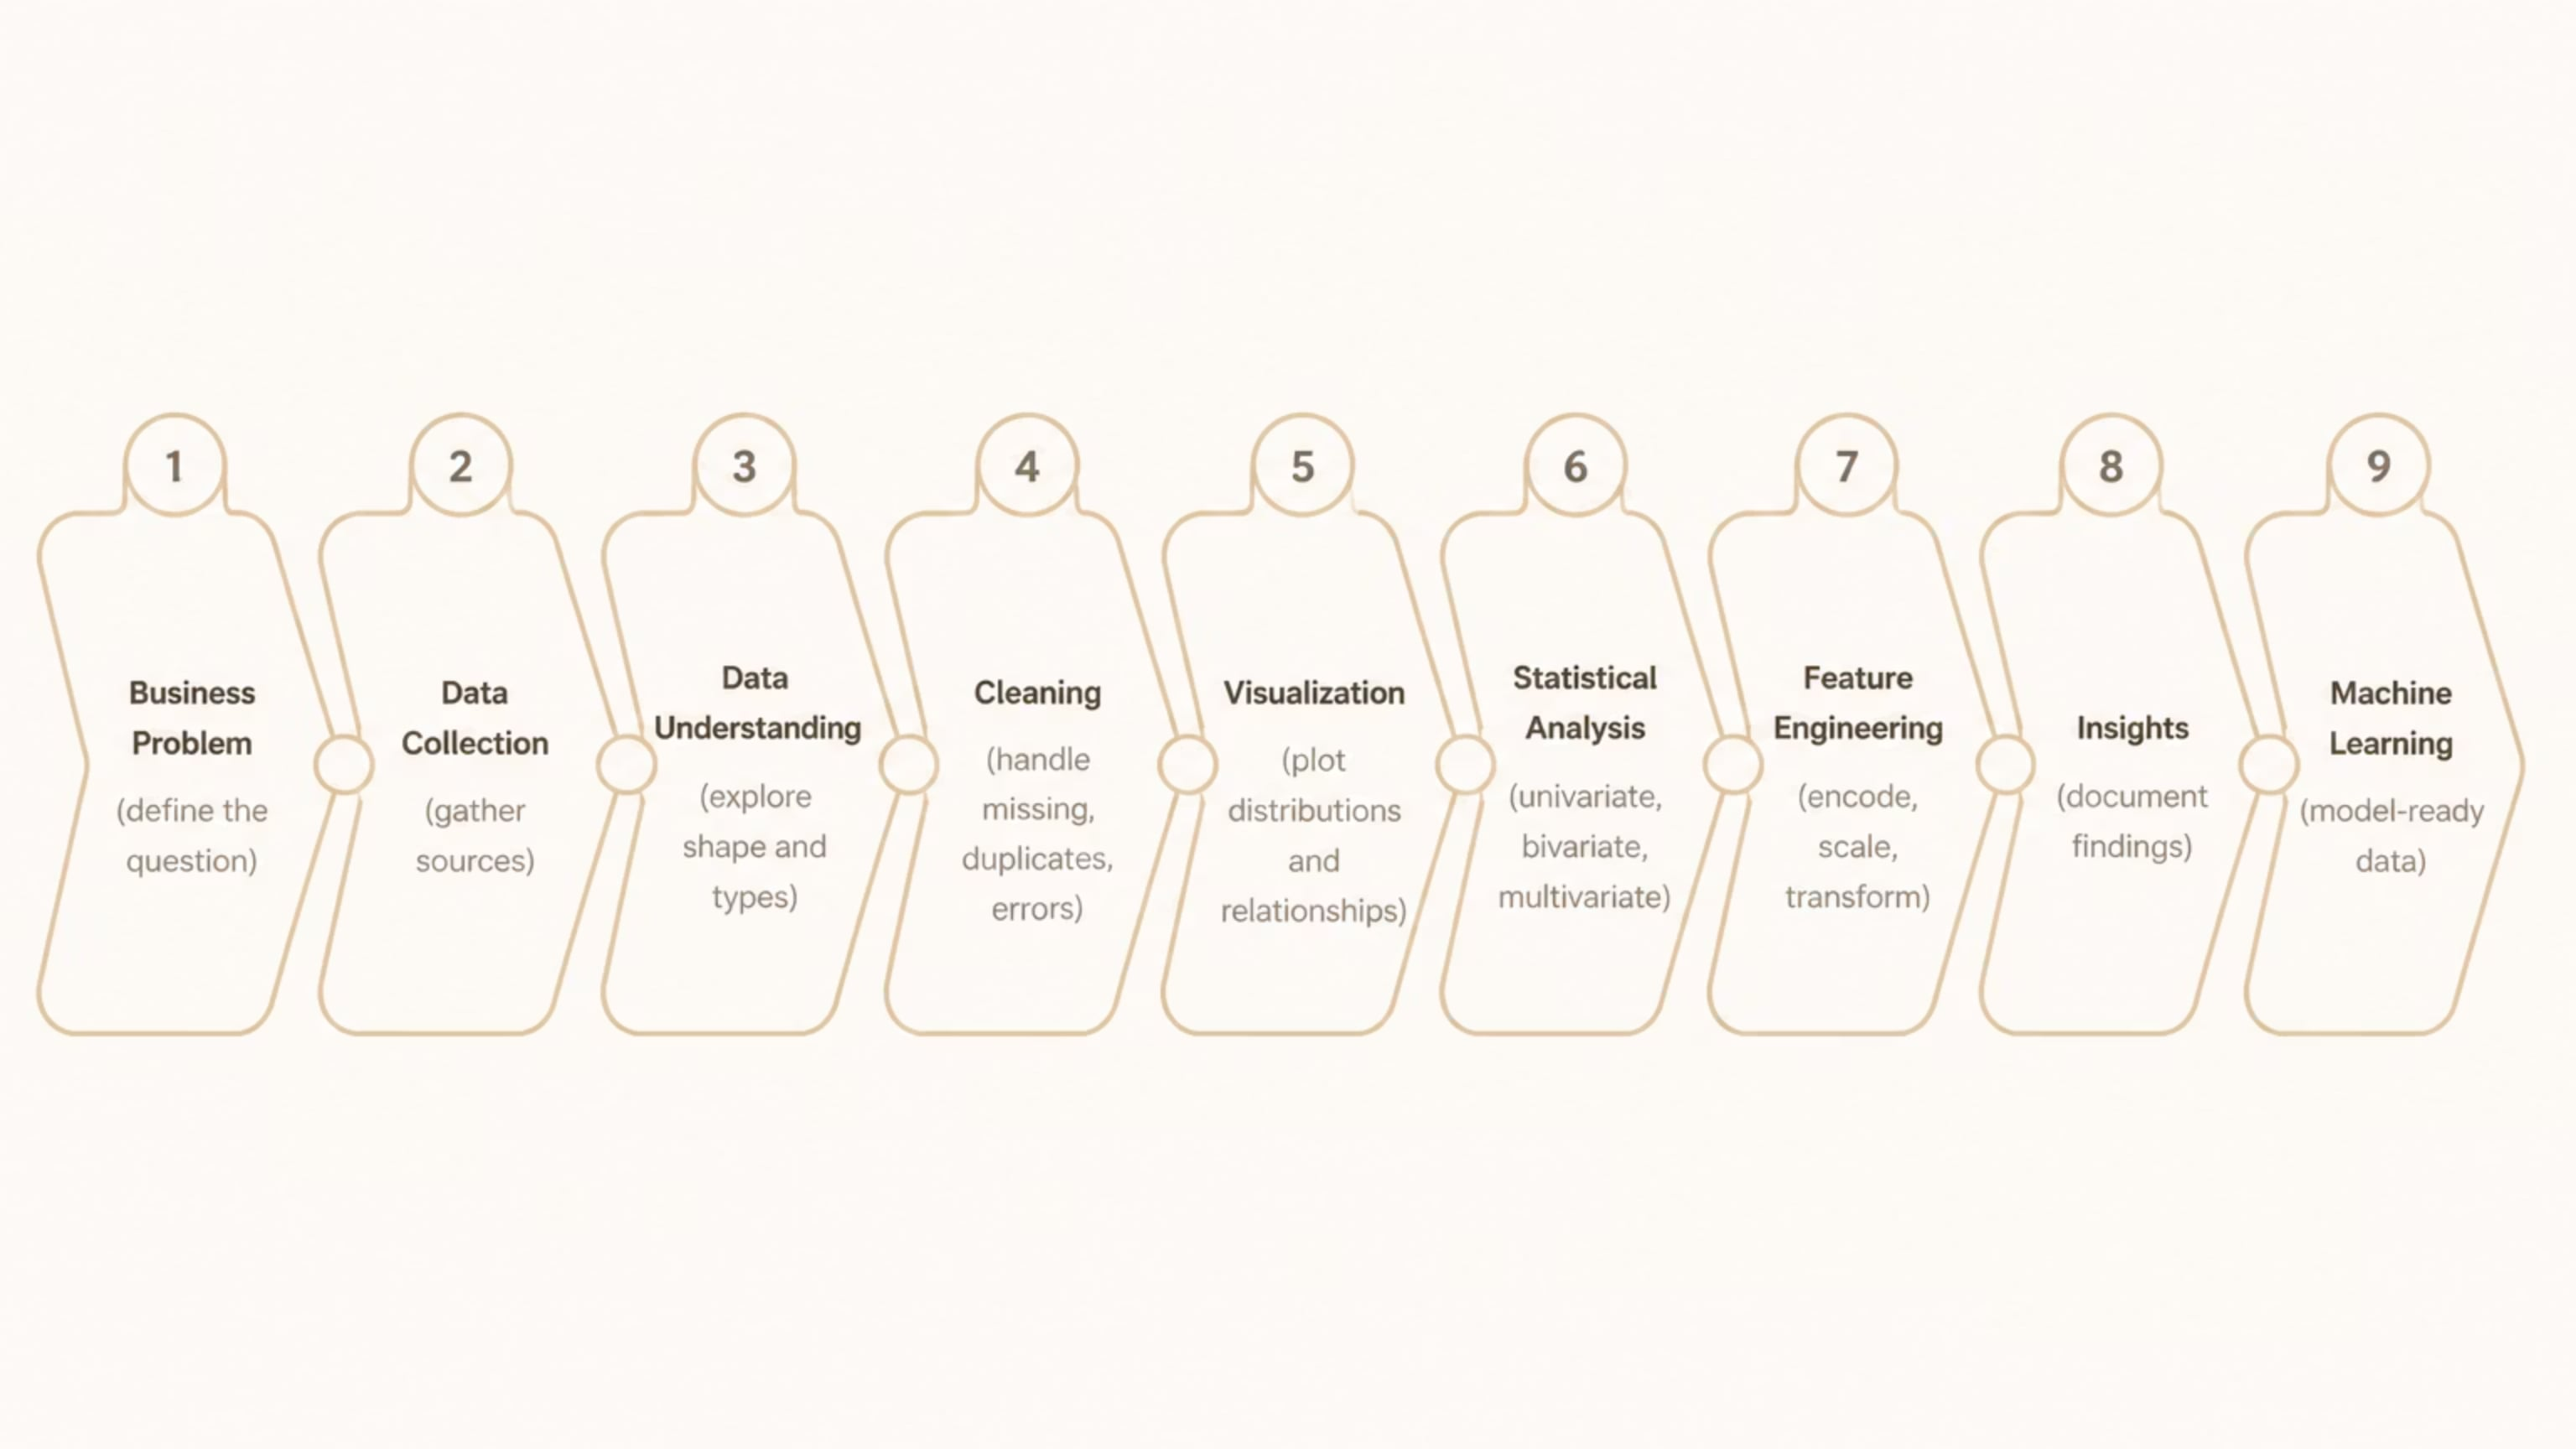 1
Business
Problem
(define the
question)
2
Data
Collection
(gather
sources)
3
Data
Understanding
(explore
shape and
types)
4
Cleaning
(handle
missing,
duplicates,
errors)
5
Visualization
(plot
distributions
and
relationships)
6
Statistical
Analysis
(univariate,
bivariate,
multivariate)
7
Feature
Engineering
(encode,
scale,
transform)
8
Insights
(document
findings)
9
Machine
Learning
(model-ready
data)